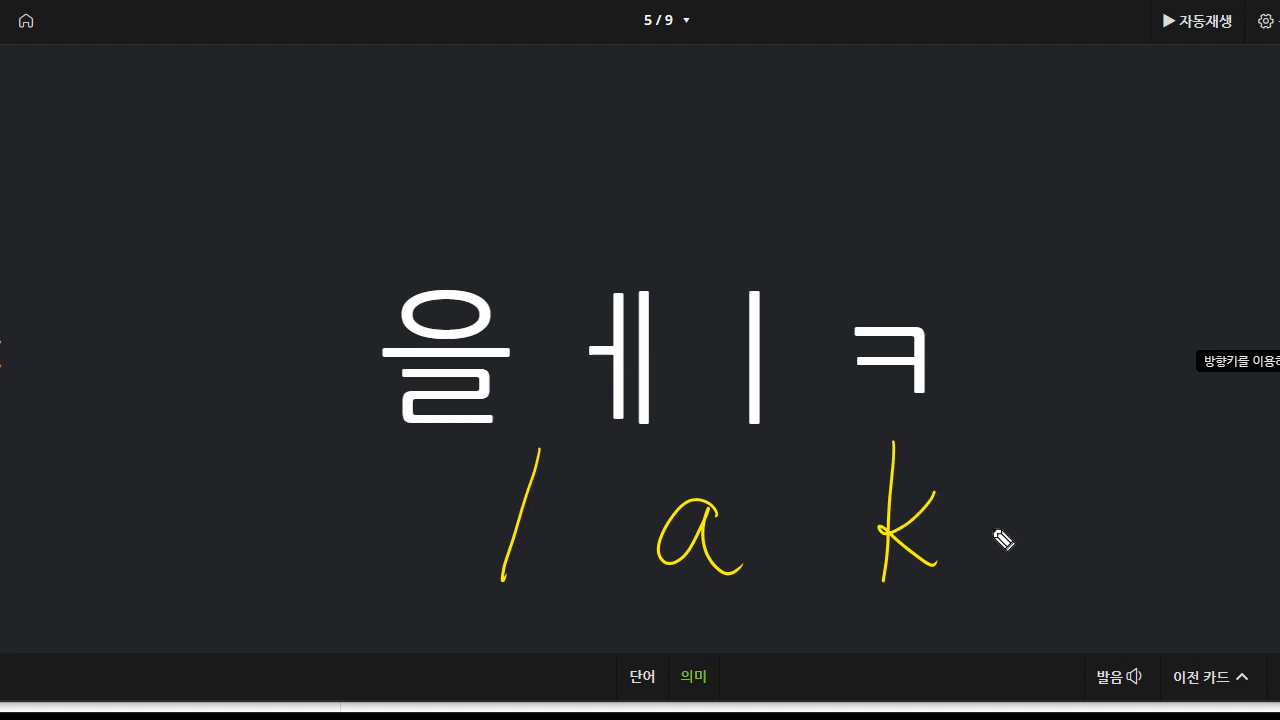 5 / 9
자동재생
을 ㅔ ㅣ ㅋ
방향키를 이용하
l a k
단어 의미 발음 이전 카드